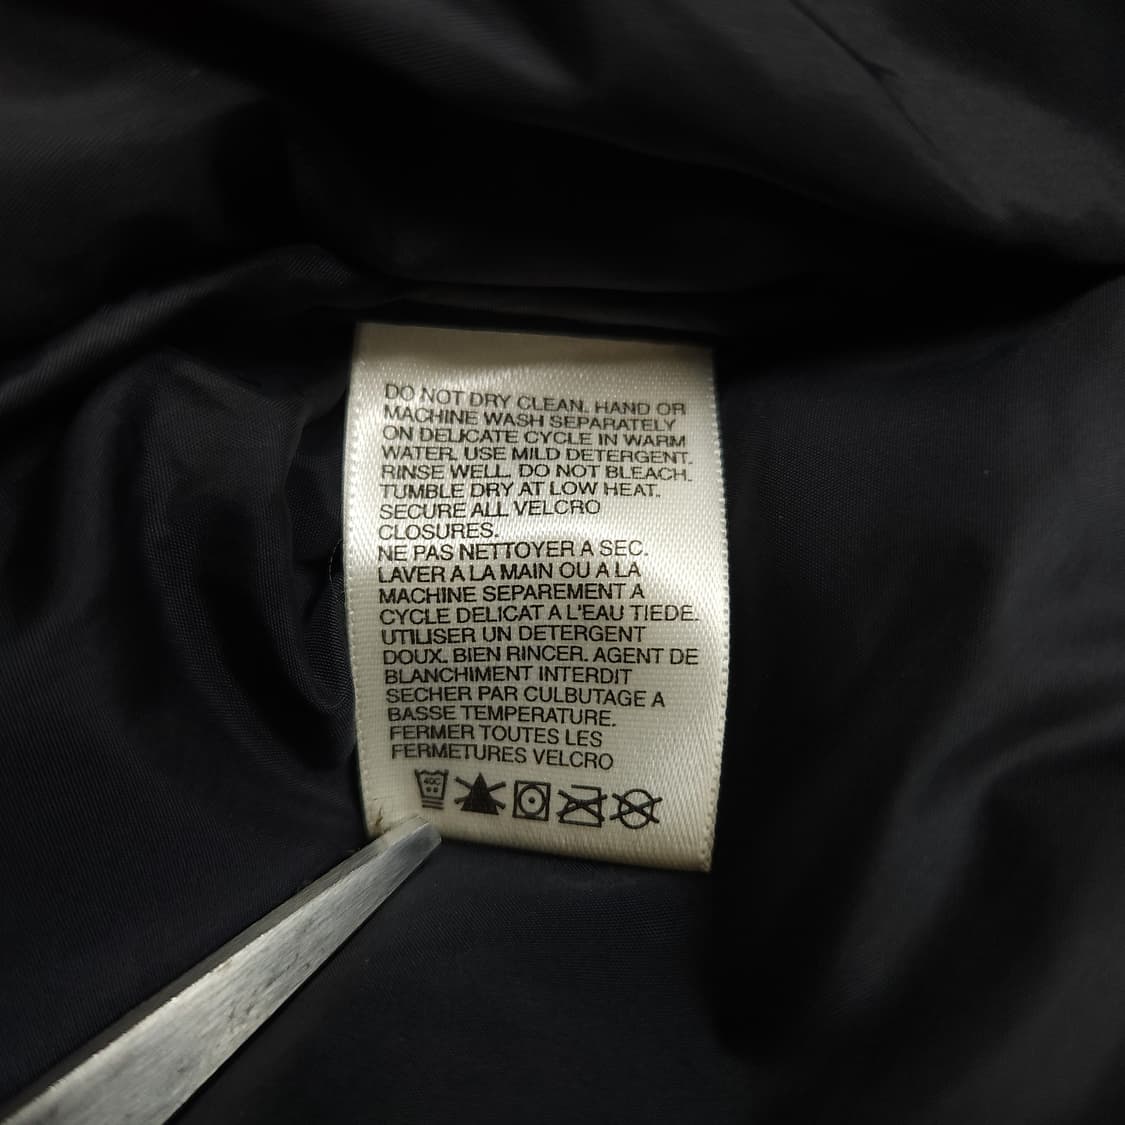 DO NOT DRY CLEAN. HAND OR
MACHINE WASH SEPARATELY
ON DELICATE CYCLE IN WARM
WATER. USE MILD DETERGENT.
RINSE WELL. DO NOT BLEACH.
TUMBLE DRY AT LOW HEAT.
SECURE ALL VELCRO
CLOSURES.
NE PAS NETTOYER A SEC.
LAVER A LA MAIN OU A LA
MACHINE SEPAREMENT A
CYCLE DELICAT A L'EAU TIEDE.
UTILISER UN DETERGENT
DOUX. BIEN RINCER. AGENT DE
BLANCHIMENT INTERDIT
SECHER PAR CULBUTAGE A
BASSE TEMPERATURE.
FERMER TOUTES LES
FERMETURES VELCRO
40C